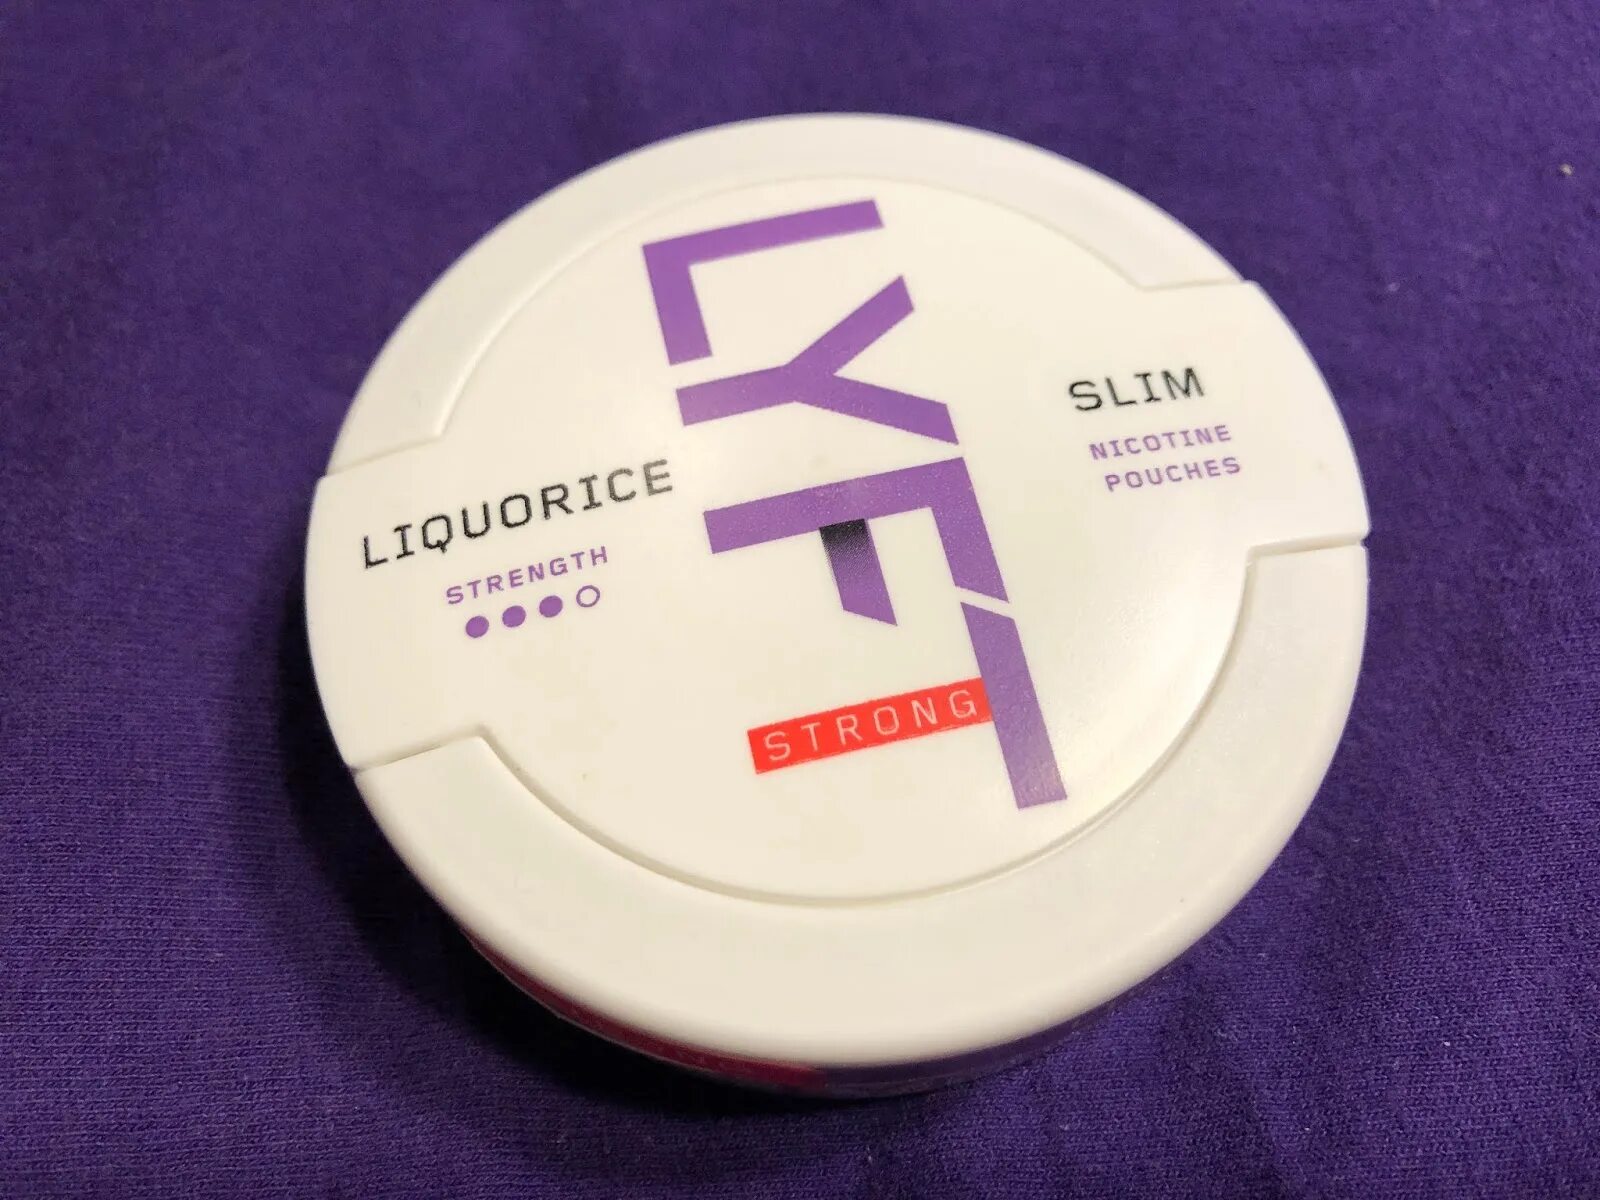 LYFT
LIQUORICE
STRENGTH
SLIM
NICOTINE
POUCHES
STRONG